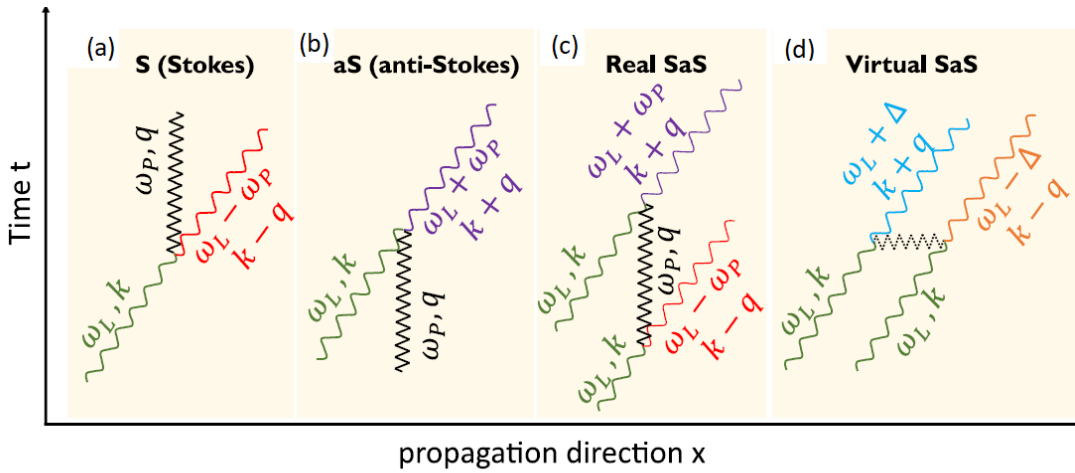 (a)
S (Stokes)
ω_P, q
ω_L − ω_P
k − q
ω_L, k
(b)
aS (anti-Stokes)
ω_L + ω_P
k + q
ω_L, k
ω_P, q
(c)
Real SaS
ω_L + ω_P
k + q
ω_L, k
ω_P, q
ω_L − ω_P
k − q
ω_L, k
(d)
Virtual SaS
ω_L + Δ
k + q
ω_L − Δ
k − q
ω_L, k
ω_L, k
Time t
propagation direction x